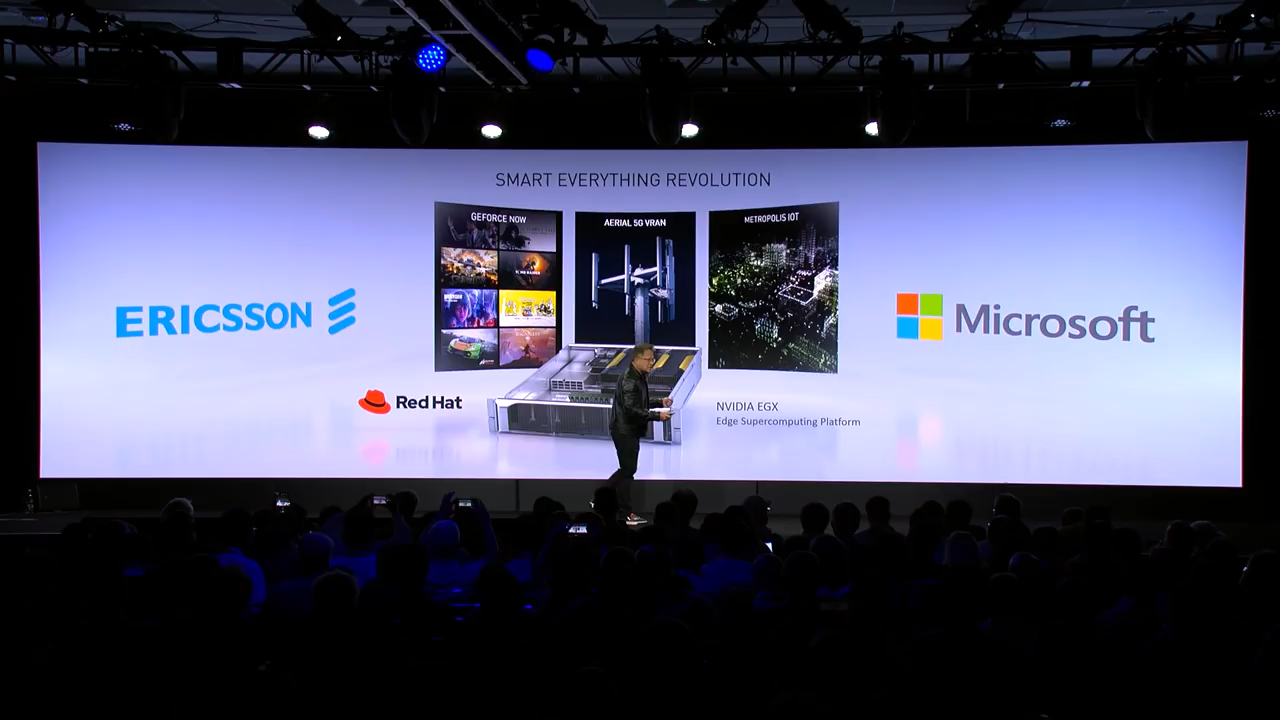 SMART EVERYTHING REVOLUTION
GEFORCE NOW
AERIAL 5G VRAN
METROPOLIS IOT
ERICSSON
Microsoft
Red Hat
NVIDIA EGX
Edge Supercomputing Platform